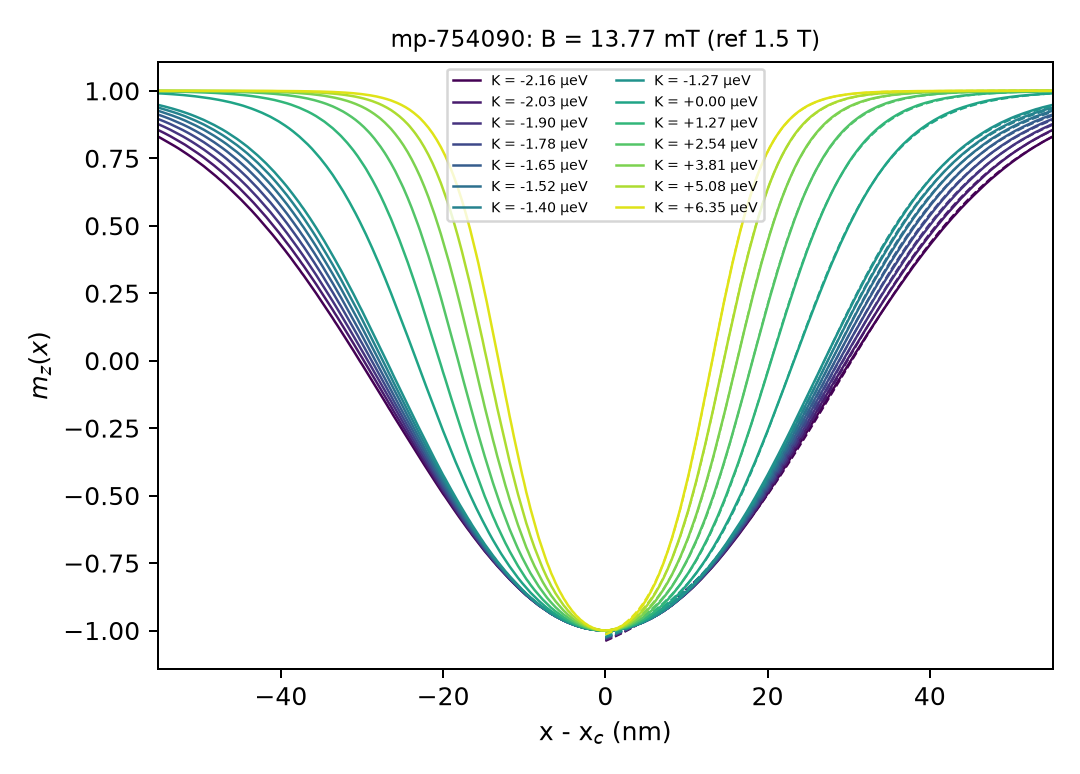 mp-754090: B = 13.77 mT (ref 1.5 T)
K = -2.16 μeV
K = -2.03 μeV
K = -1.90 μeV
K = -1.78 μeV
K = -1.65 μeV
K = -1.52 μeV
K = -1.40 μeV
K = -1.27 μeV
K = +0.00 μeV
K = +1.27 μeV
K = +2.54 μeV
K = +3.81 μeV
K = +5.08 μeV
K = +6.35 μeV
m_z(x)
1.00
0.75
0.50
0.25
0.00
−0.25
−0.50
−0.75
−1.00
−40
−20
0
20
40
x - x_c (nm)